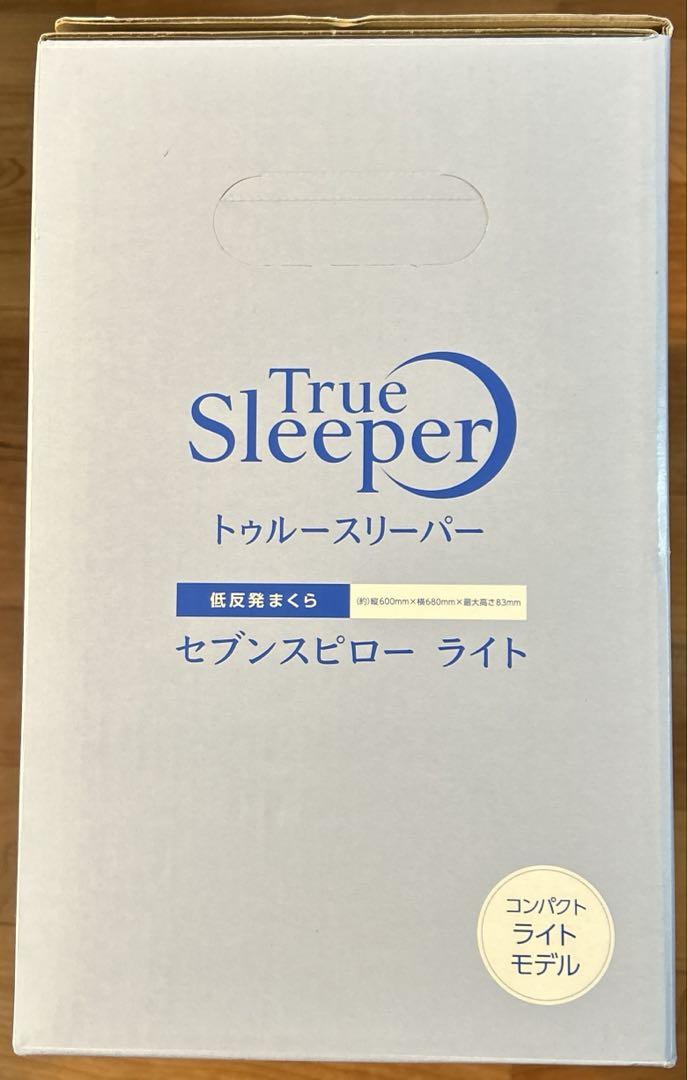 True
Sleeper
トゥルースリーパー
低反発まくら (約)縦600mm×横680mm×最大高さ83mm
セブンスピロー ライト
コンパクト
ライト
モデル